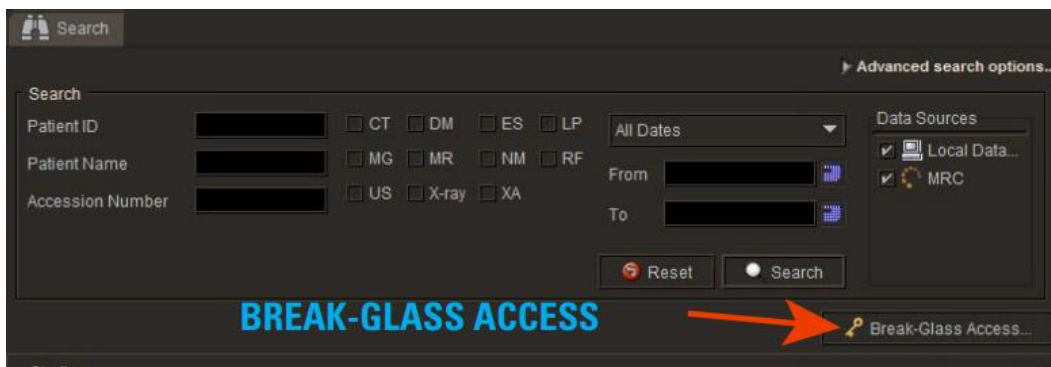 Search
Advanced search options..
Search
Patient ID
CT DM ES LP
All Dates
Data Sources
Local Data...
Patient Name
MG MR NM RF
From
MRC
Accession Number
US X-ray XA
To
Reset Search
BREAK-GLASS ACCESS
Break-Glass Access...